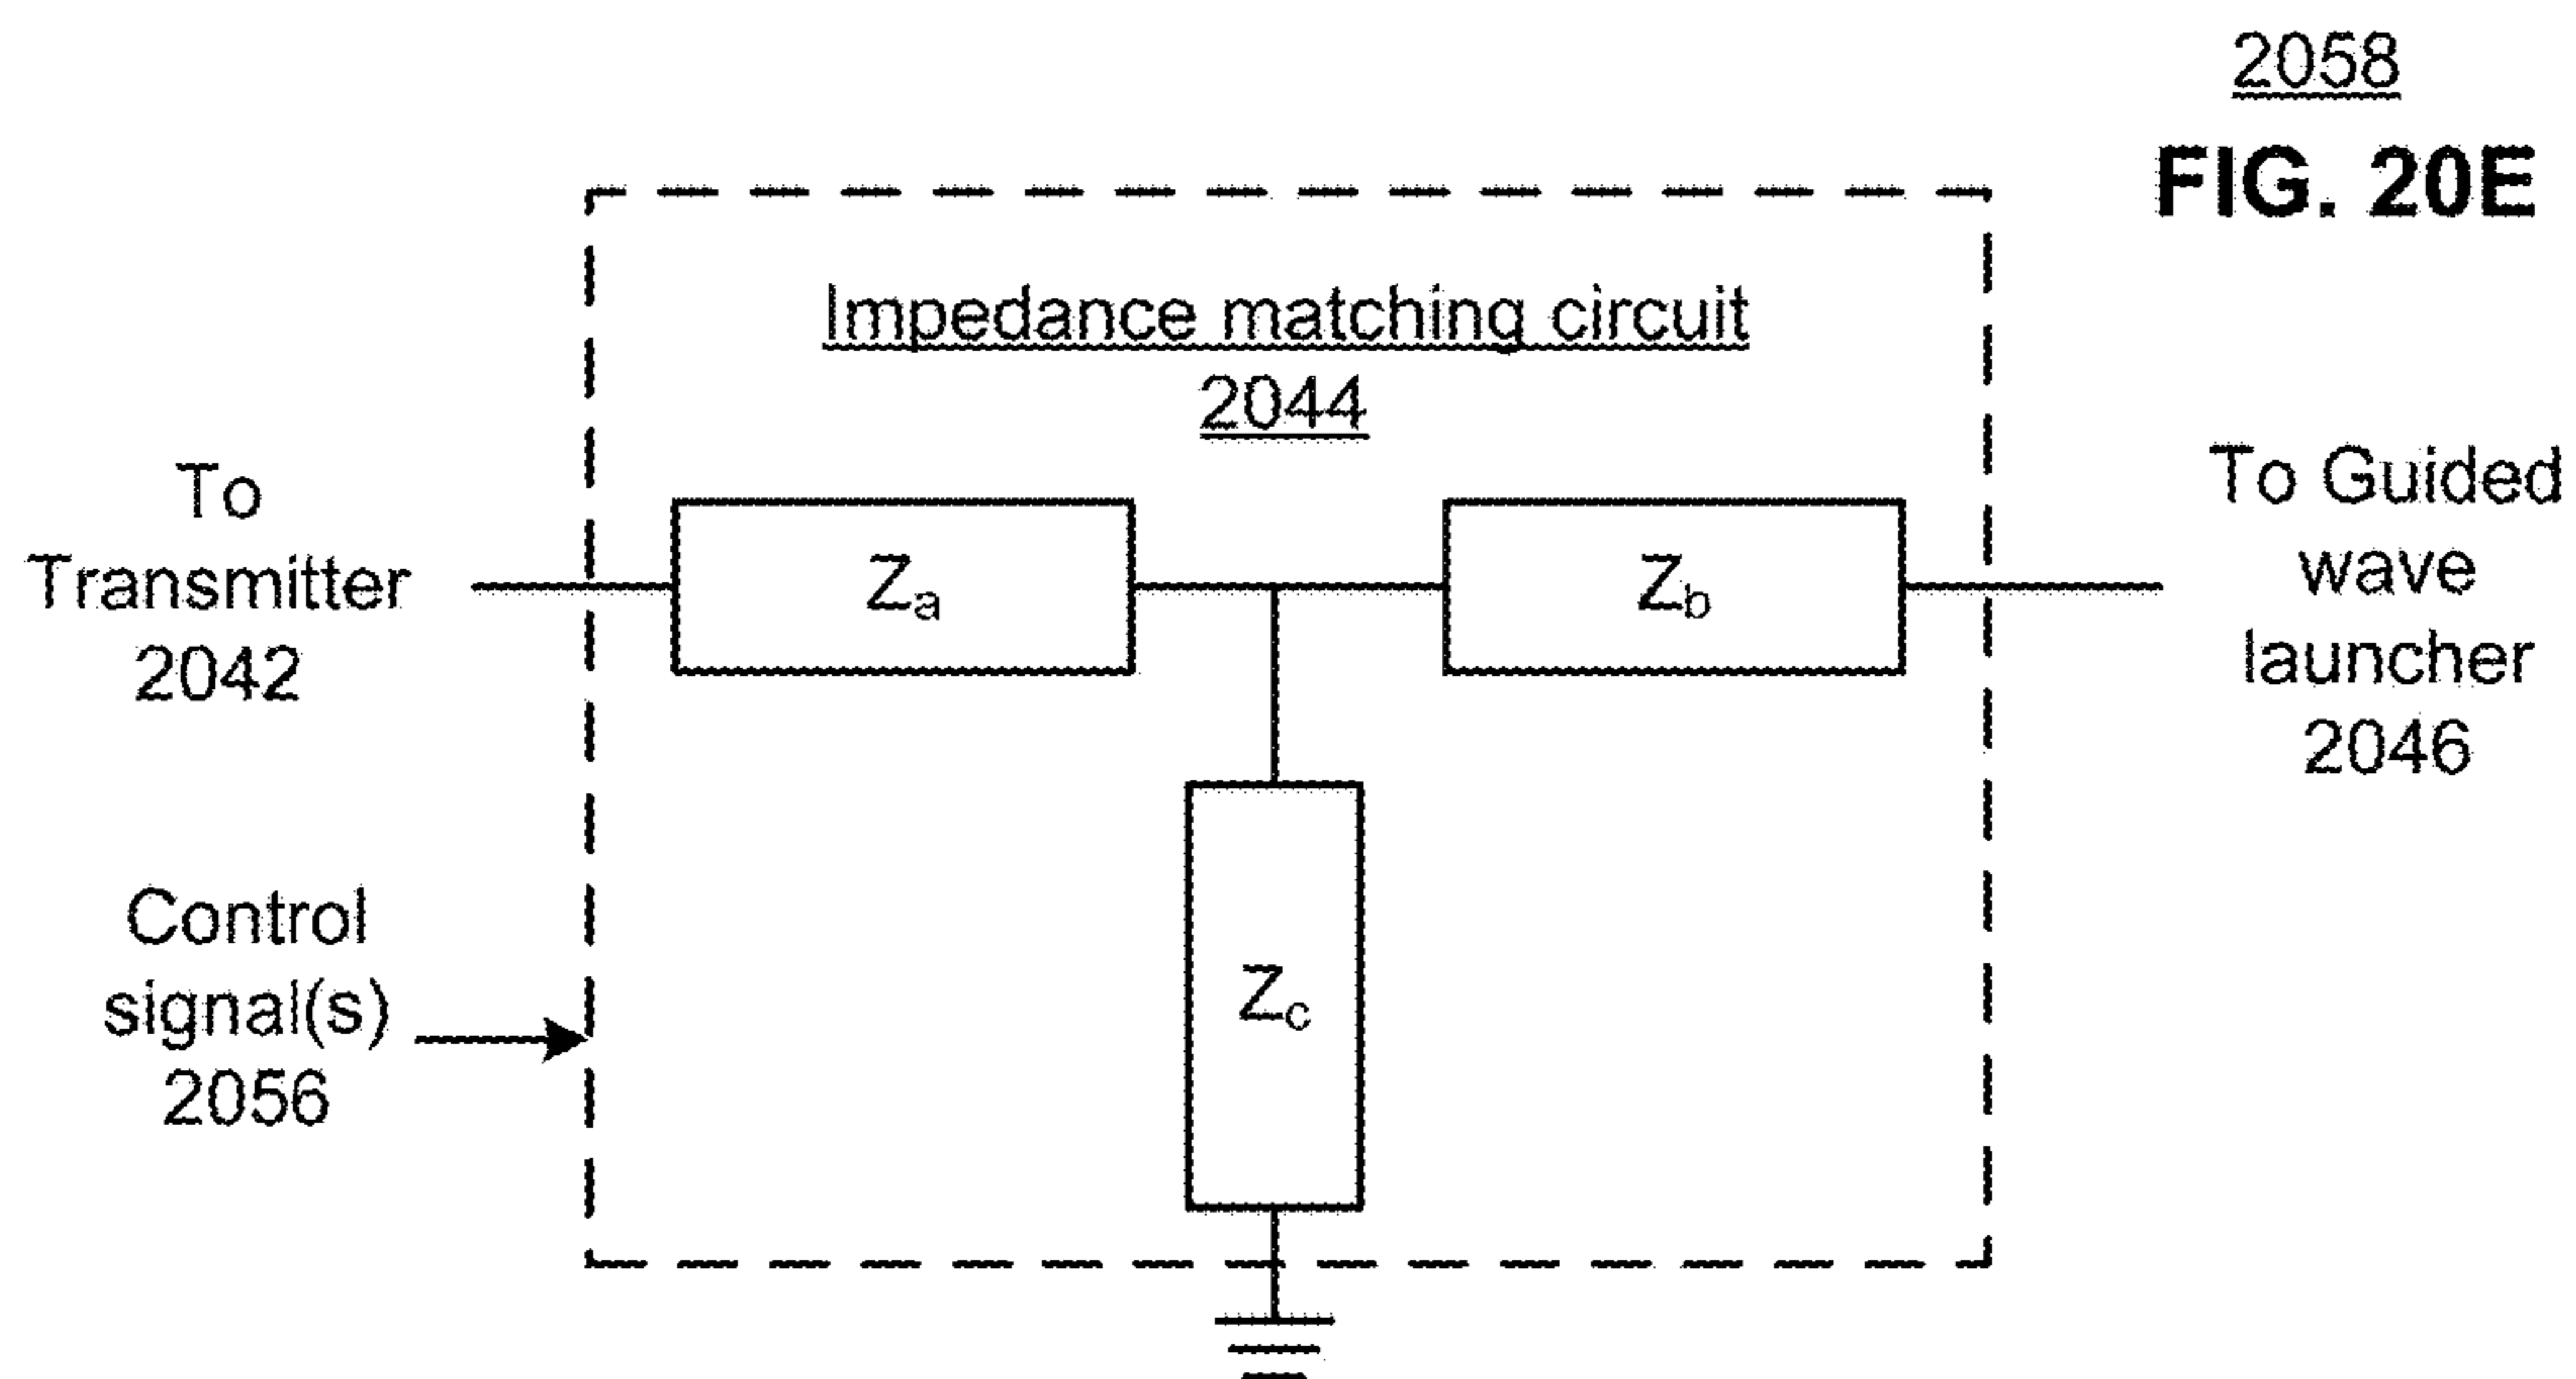 2058
FIG. 20E
Impedance matching circuit
2044
To
Transmitter
2042
Za
Zb
To Guided
wave
launcher
2046
Control
signal(s)
2056
Zc